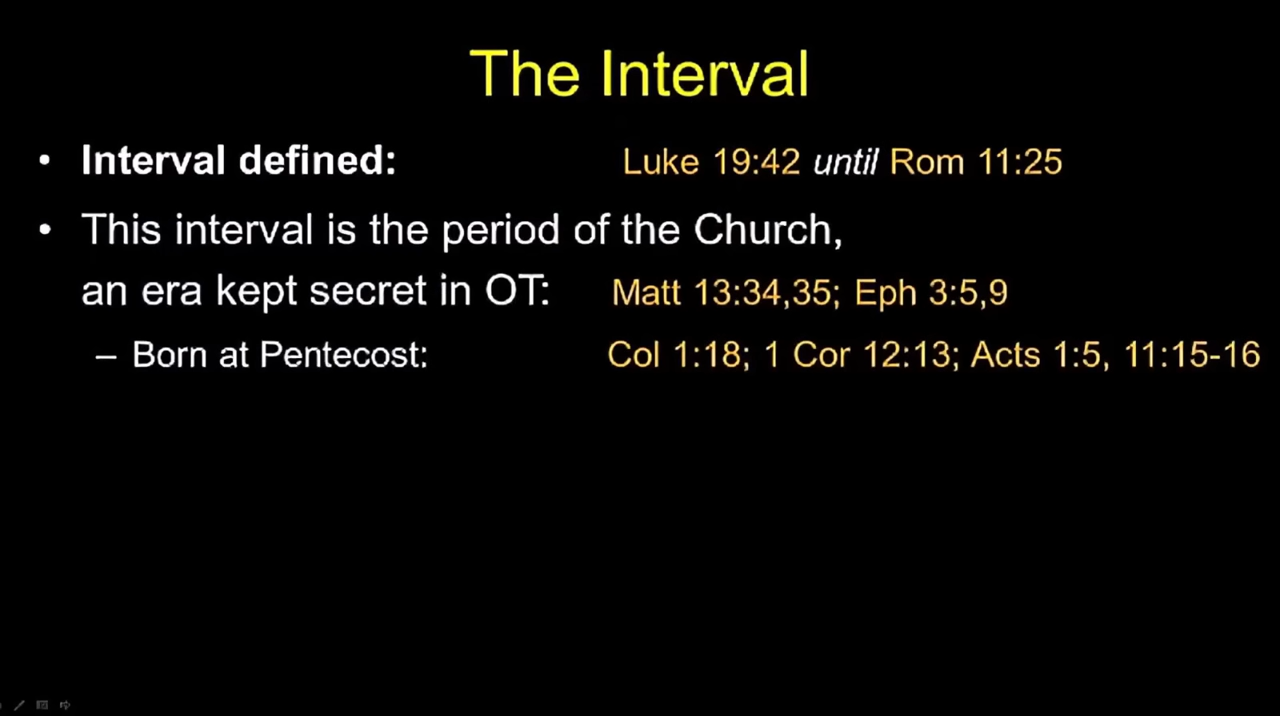 The Interval
• Interval defined: Luke 19:42 until Rom 11:25
• This interval is the period of the Church,
an era kept secret in OT: Matt 13:34,35; Eph 3:5,9
– Born at Pentecost: Col 1:18; 1 Cor 12:13; Acts 1:5, 11:15-16